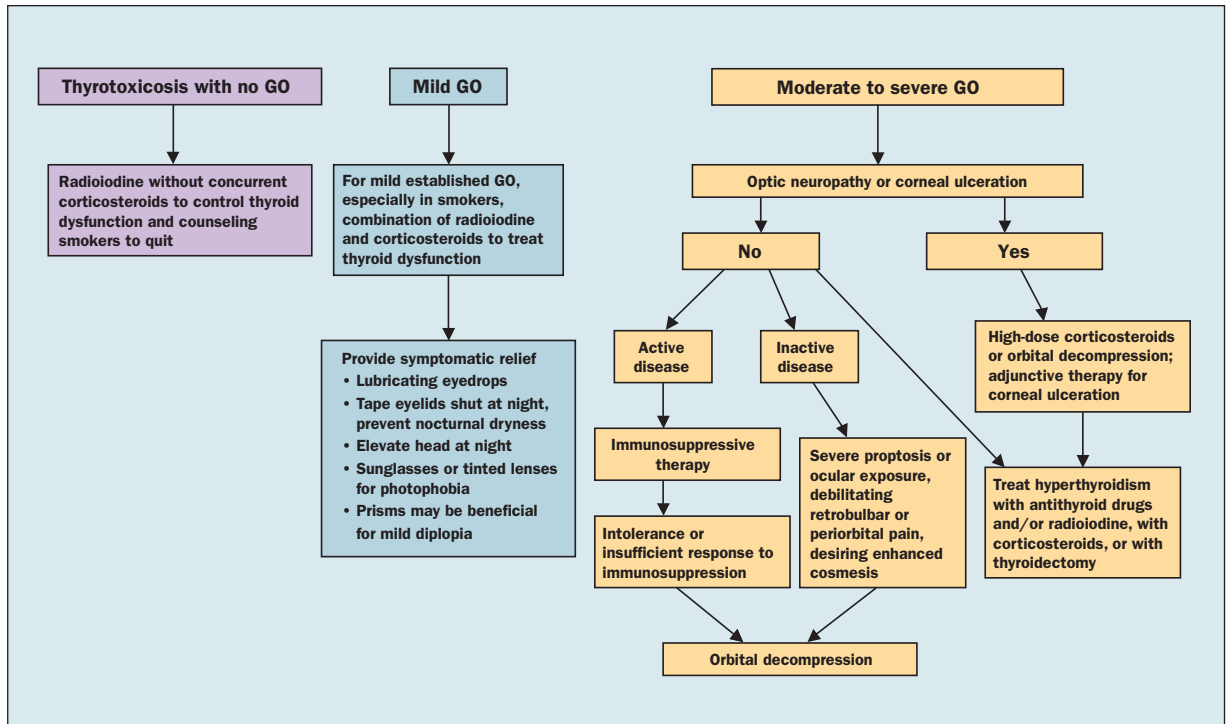 Thyrotoxicosis with no GO
Radioiodine without concurrent
corticosteroids to control thyroid
dysfunction and counseling
smokers to quit
Mild GO
For mild established GO,
especially in smokers,
combination of radioiodine
and corticosteroids to treat
thyroid dysfunction
Provide symptomatic relief
• Lubricating eyedrops
• Tape eyelids shut at night,
prevent nocturnal dryness
• Elevate head at night
• Sunglasses or tinted lenses
for photophobia
• Prisms may be beneficial
for mild diplopia
Moderate to severe GO
Optic neuropathy or corneal ulceration
No
Yes
Active
disease
Immunosuppressive
therapy
Intolerance or
insufficient response to
immunosuppression
Inactive
disease
Severe proptosis or
ocular exposure,
debilitating
retrobulbar or
periorbital pain,
desiring enhanced
cosmesis
Orbital decompression
High-dose corticosteroids
or orbital decompression;
adjunctive therapy for
corneal ulceration
Treat hyperthyroidism
with antithyroid drugs
and/or radioiodine, with
corticosteroids, or with
thyroidectomy